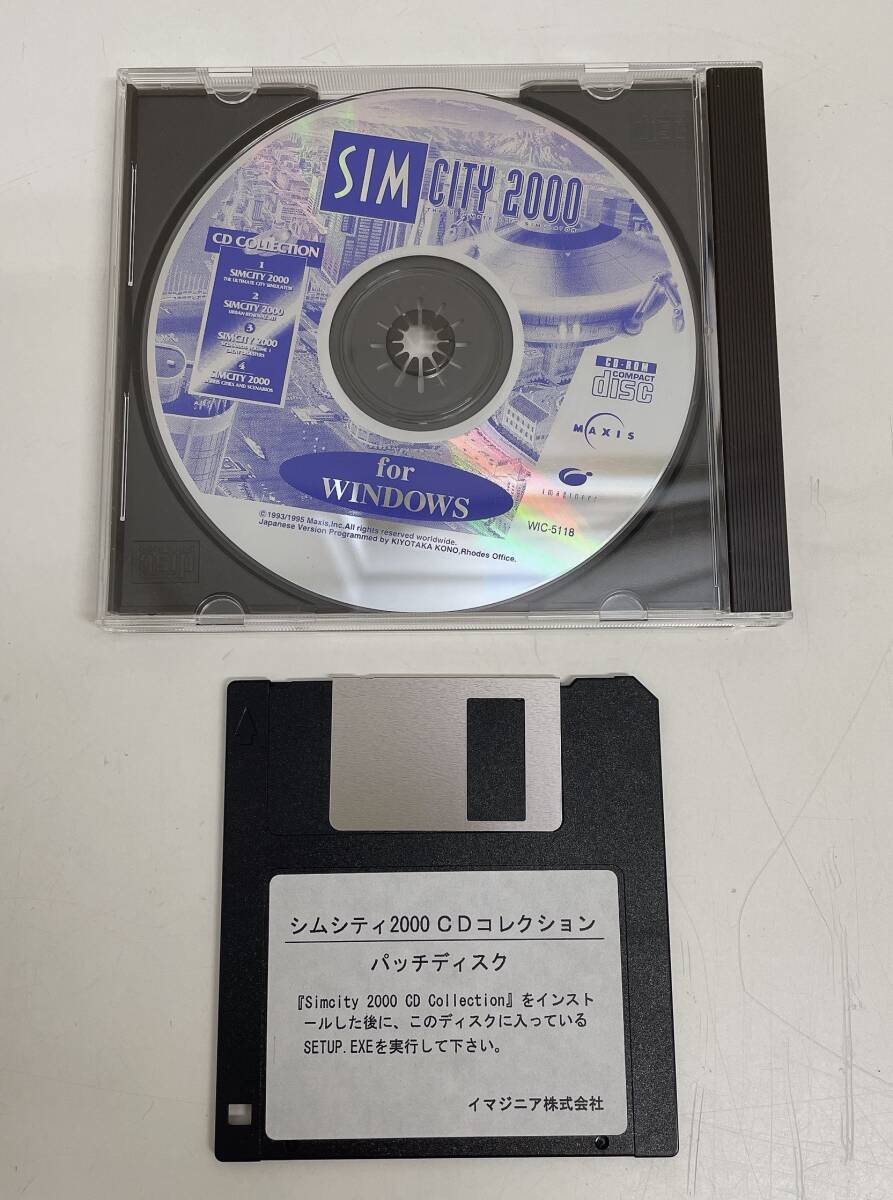 SIM CITY 2000
CD COLLECTION
1
SIMCITY 2000
THE ULTIMATE CITY SIMULATOR
2
SIMCITY 2000
3
SIMCITY 2000
4
SIMCITY 2000
CD-ROM
COMPACT
disc
MAXIS
imagineer
for
WINDOWS
WIC-5118
©1993/1995 Maxis,Inc.All rights reserved worldwide.
Japanese Version Programmed by KIYOTAKA KONO,Rhodes Office.
シムシティ2000 CDコレクション
パッチディスク
『Simcity 2000 CD Collection』をインスト
ールした後に、このディスクに入っている
SETUP.EXEを実行して下さい。
イマジニア株式会社